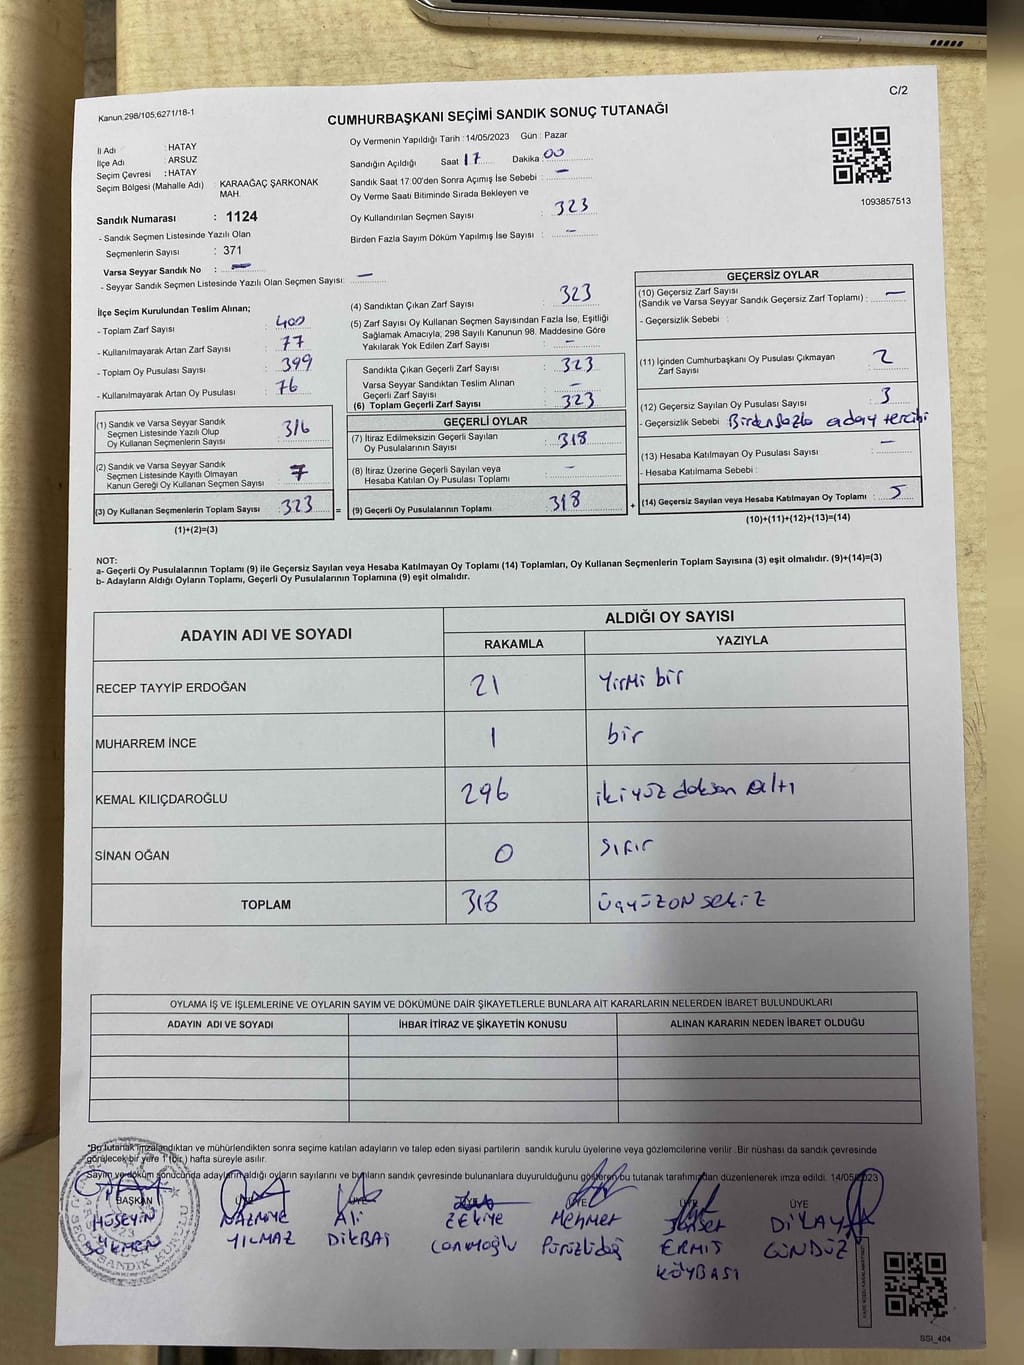 C/2
Kanun,298/105,6271/18-1
CUMHURBAŞKANI SEÇİMİ SANDIK SONUÇ TUTANAĞI
İl Adı : HATAY
İlçe Adı : ARSUZ
Seçim Çevresi : HATAY
Seçim Bölgesi (Mahalle Adı) : KARAAĞAÇ ŞARKONAK
MAH.
Sandık Numarası : 1124
- Sandık Seçmen Listesinde Yazılı Olan
Seçmenlerin Sayısı : 371
Varsa Seyyar Sandık No : —
- Seyyar Sandık Seçmen Listesinde Yazılı Olan Seçmen Sayısı: —
Oy Vermenin Yapıldığı Tarih : 14/05/2023 Gün : Pazar
Sandığın Açıldığı Saat 17 Dakika 00
Sandık Saat 17:00'den Sonra Açımış İse Sebebi : —
Oy Verme Saati Bitiminde Sırada Bekleyen ve
Oy Kullandırılan Seçmen Sayısı : 323
Birden Fazla Sayım Döküm Yapılmış İse Sayısı : —
1093857513
İlçe Seçim Kurulundan Teslim Alınan;
- Toplam Zarf Sayısı : 400
- Kullanılmayarak Artan Zarf Sayısı : 77
- Toplam Oy Pusulası Sayısı : 399
- Kullanılmayarak Artan Oy Pusulası : 76
(1) Sandık ve Varsa Seyyar Sandık
Seçmen Listesinde Yazılı Olup
Oy Kullanan Seçmenlerin Sayısı : 316
(2) Sandık ve Varsa Seyyar Sandık
Seçmen Listesinde Kayıtlı Olmayan
Kanun Gereği Oy Kullanan Seçmen Sayısı : 7
(3) Oy Kullanan Seçmenlerin Toplam Sayısı : 323 =
(1)+(2)=(3)
(4) Sandıktan Çıkan Zarf Sayısı : 323
(5) Zarf Sayısı Oy Kullanan Seçmen Sayısından Fazla İse, Eşitliği
Sağlamak Amacıyla, 298 Sayılı Kanunun 98. Maddesine Göre
Yakılarak Yok Edilen Zarf Sayısı : —
Sandıkta Çıkan Geçerli Zarf Sayısı : 323
Varsa Seyyar Sandıktan Teslim Alınan
Geçerli Zarf Sayısı : —
(6) Toplam Geçerli Zarf Sayısı : 323
GEÇERLİ OYLAR
(7) İtiraz Edilmeksizin Geçerli Sayılan
Oy Pusulalarının Sayısı : 318
(8) İtiraz Üzerine Geçerli Sayılan veya
Hesaba Katılan Oy Pusulası Toplamı : —
(9) Geçerli Oy Pusulalarının Toplamı : 318 +
GEÇERSİZ OYLAR
(10) Geçersiz Zarf Sayısı
(Sandık ve Varsa Seyyar Sandık Geçersiz Zarf Toplamı) : —
- Geçersizlik Sebebi :
(11) İçinden Cumhurbaşkanı Oy Pusulası Çıkmayan
Zarf Sayısı : 2
(12) Geçersiz Sayılan Oy Pusulası Sayısı : 3
- Geçersizlik Sebebi : Birden fazla aday tercihi
(13) Hesaba Katılmayan Oy Pusulası Sayısı : —
- Hesaba Katılmama Sebebi :
(14) Geçersiz Sayılan veya Hesaba Katılmayan Oy Toplamı : 5
(10)+(11)+(12)+(13)=(14)
NOT:
a- Geçerli Oy Pusulalarının Toplamı (9) ile Geçersiz Sayılan veya Hesaba Katılmayan Oy Toplamı (14) Toplamları, Oy Kullanan Seçmenlerin Toplam Sayısına (3) eşit olmalıdır. (9)+(14)=(3)
b- Adayların Aldığı Oyların Toplamı, Geçerli Oy Pusulalarının Toplamına (9) eşit olmalıdır.
ADAYIN ADI VE SOYADI ALDIĞI OY SAYISI
RAKAMLA YAZIYLA
RECEP TAYYİP ERDOĞAN 21 Yirmi bir
MUHARREM İNCE 1 bir
KEMAL KILIÇDAROĞLU 296 ikiyüz doksan altı
SİNAN OĞAN 0 sıfır
TOPLAM 318 üçyüzon sekiz
OYLAMA İŞ VE İŞLEMLERİNE VE OYLARIN SAYIM VE DÖKÜMÜNE DAİR ŞİKAYETLERLE BUNLARA AİT KARARLARIN NELERDEN İBARET BULUNDUKLARI
ADAYIN ADI VE SOYADI İHBAR İTİRAZ VE ŞİKAYETİN KONUSU ALINAN KARARIN NEDEN İBARET OLDUĞU
*Bu tutanak imzalandıktan ve mühürlendikten sonra seçime katılan adayların ve talep eden siyasi partilerin sandık kurulu üyelerine veya gözlemcilerine verilir .Bir nüshası da sandık çevresinde
görülecek bir yere 1 (bir ) hafta süreyle asılır.
Sayım ve döküm sonucunda adayların aldığı oyların sayılarını ve bunların sandık çevresinde bulunanlara duyurulduğunu gösteren bu tutanak tarafımızdan düzenlenerek imza edildi. 14/05/2023
BAŞKAN ÜYE ÜYE ÜYE ÜYE ÜYE
HÜSEYİN NAZMİYE Ali ZEKİYE Mehmet DİLAY
YILMAZ DİKBAŞ ERMİŞ GÜNDÜZ
KÖYBASI
SSI_404